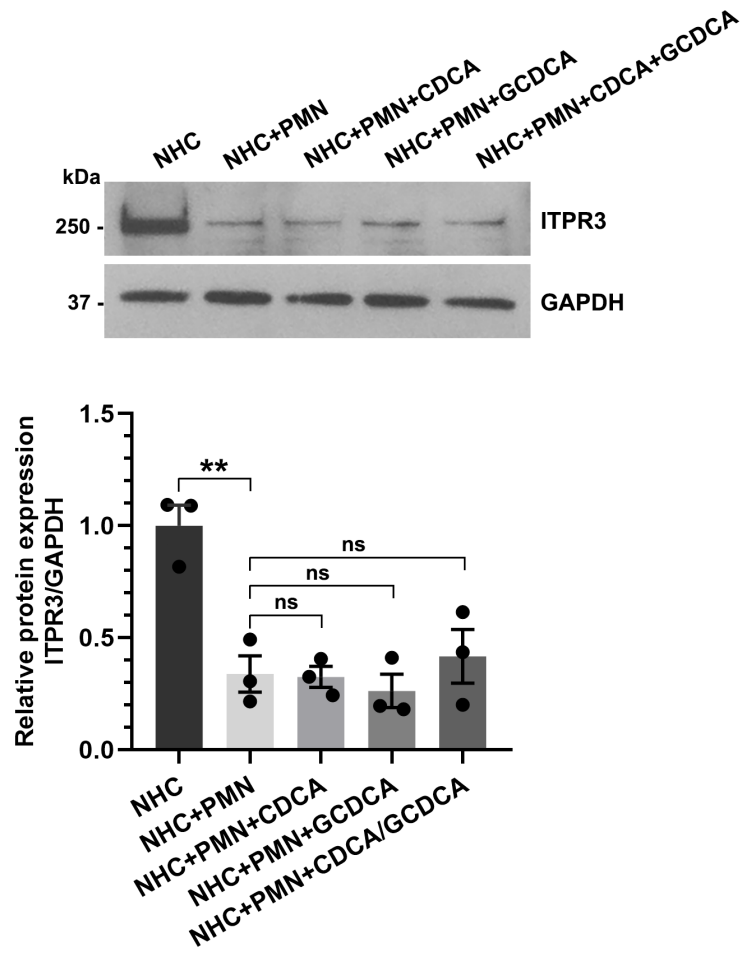 NHC
NHC+PMN
NHC+PMN+CDCA
NHC+PMN+GCDCA
NHC+PMN+CDCA+GCDCA
kDa
250 -
ITPR3
37 -
GAPDH
Relative protein expression
ITPR3/GAPDH
1.5
1.0
0.5
0.0
**
ns
ns
ns
NHC
NHC+PMN
NHC+PMN+CDCA
NHC+PMN+GCDCA
NHC+PMN+CDCA/GCDCA